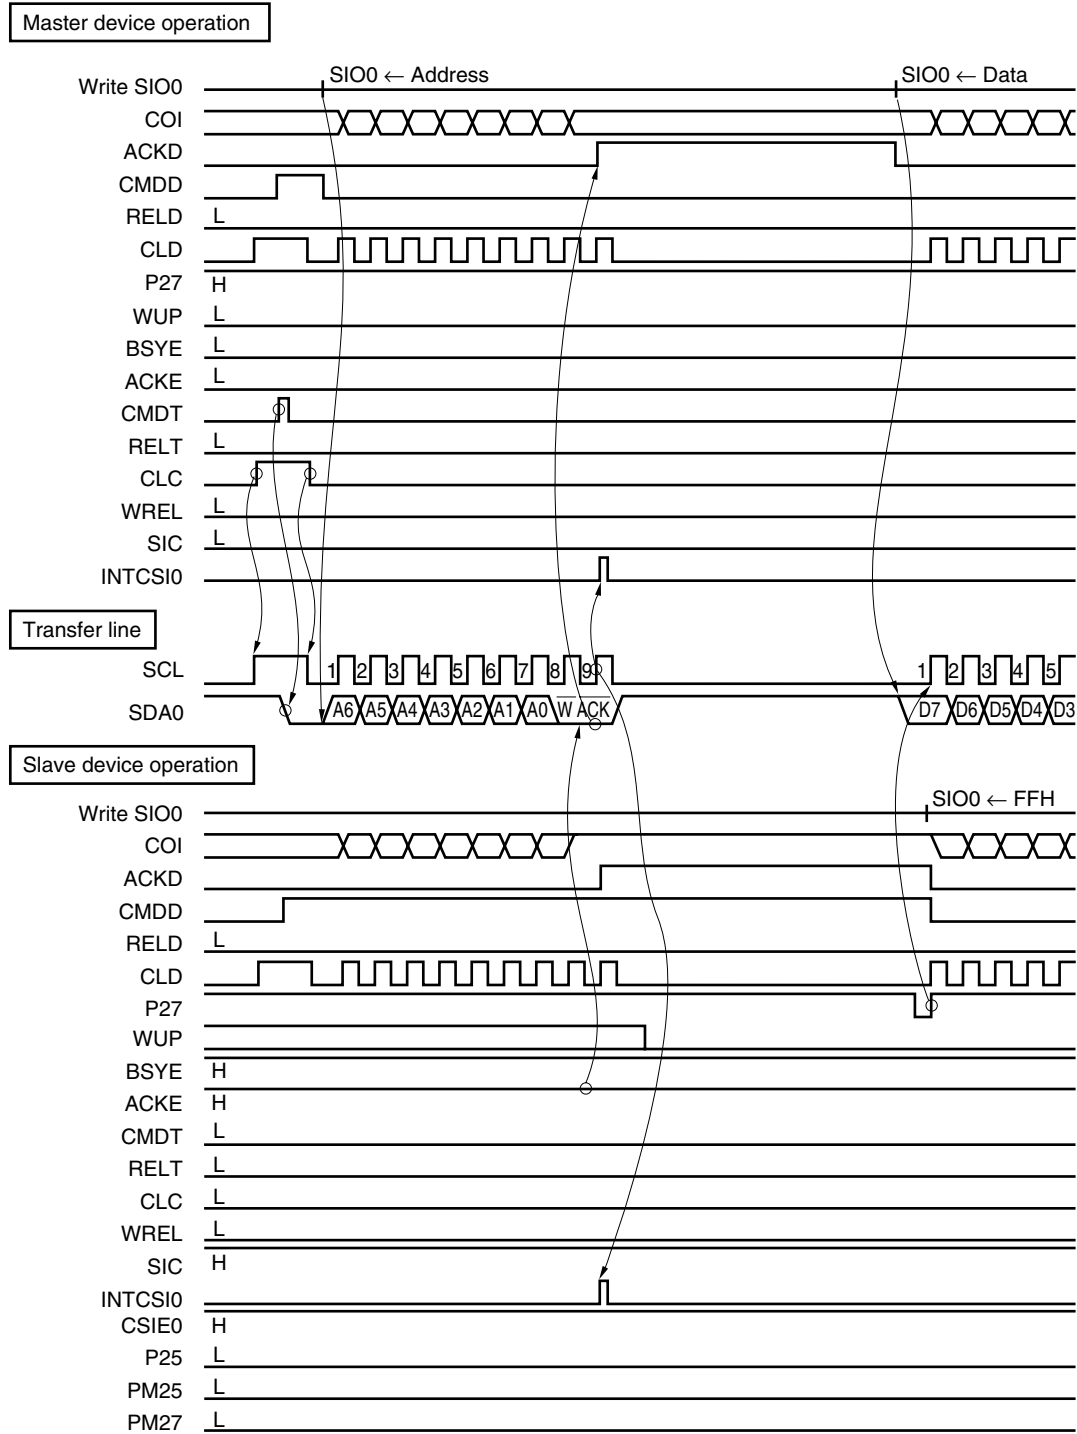 Master device operation
SIO0 ← Address
SIO0 ← Data
Write SIO0
COI
ACKD
CMDD
RELD L
CLD
P27 H
WUP L
BSYE L
ACKE L
CMDT
RELT L
CLC
WREL L
SIC L
INTCSI0
Transfer line
SCL 1 2 3 4 5 6 7 8 9 1 2 3 4 5
SDA0 A6 A5 A4 A3 A2 A1 A0 W̅ A̅C̅K̅ D7 D6 D5 D4 D3
Slave device operation
SIO0 ← FFH
Write SIO0
COI
ACKD
CMDD
RELD L
CLD
P27
WUP
BSYE H
ACKE H
CMDT L
RELT L
CLC L
WREL L
SIC H
INTCSI0
CSIE0 H
P25 L
PM25 L
PM27 L